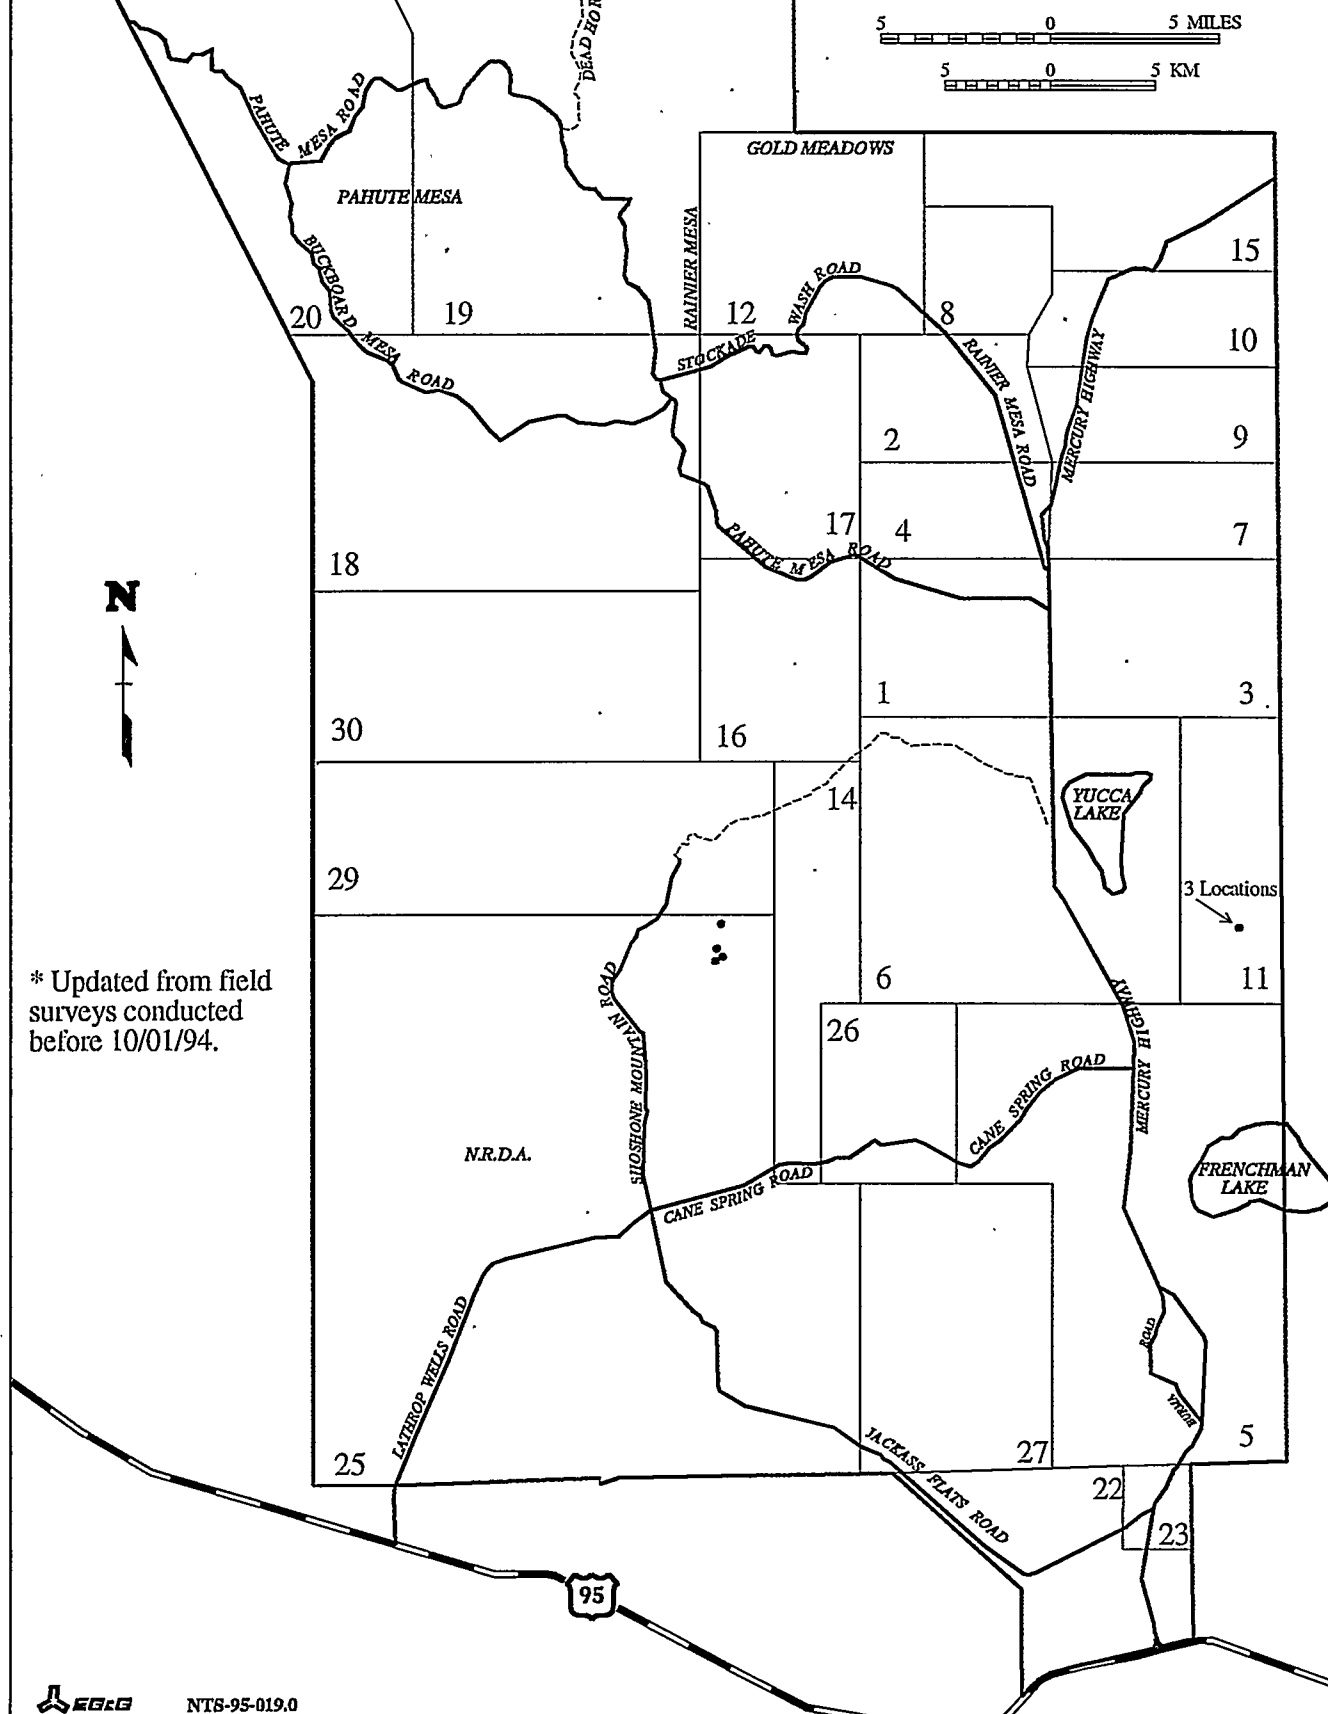 5 0 5 MILES
5 0 5 KM
DEAD HOR
PAHUTE
MESA ROAD
GOLD MEADOWS
PAHUTE MESA
RAINIER MESA
BUCKBOARD MESA
ROAD
WASH ROAD
STOCKADE
RAINIER MESA ROAD
MERCURY HIGHWAY
15
20
19
12
8
10
2
9
17
4
7
PAHUTE MESA ROAD
18
N
1
3
30
16
14
YUCCA
LAKE
29
3 Locations
* Updated from field
surveys conducted
before 10/01/94.
6
11
SHOSHONE MOUNTAIN ROAD
MERCURY HIGHWAY
26
CANE SPRING ROAD
N.R.D.A.
CANE SPRING ROAD
FRENCHMAN
LAKE
LATHROP WELLS ROAD
ROAD
BURMA
25
JACKASS FLATS ROAD
27
5
22
23
95
EG&G
NTS-95-019.0